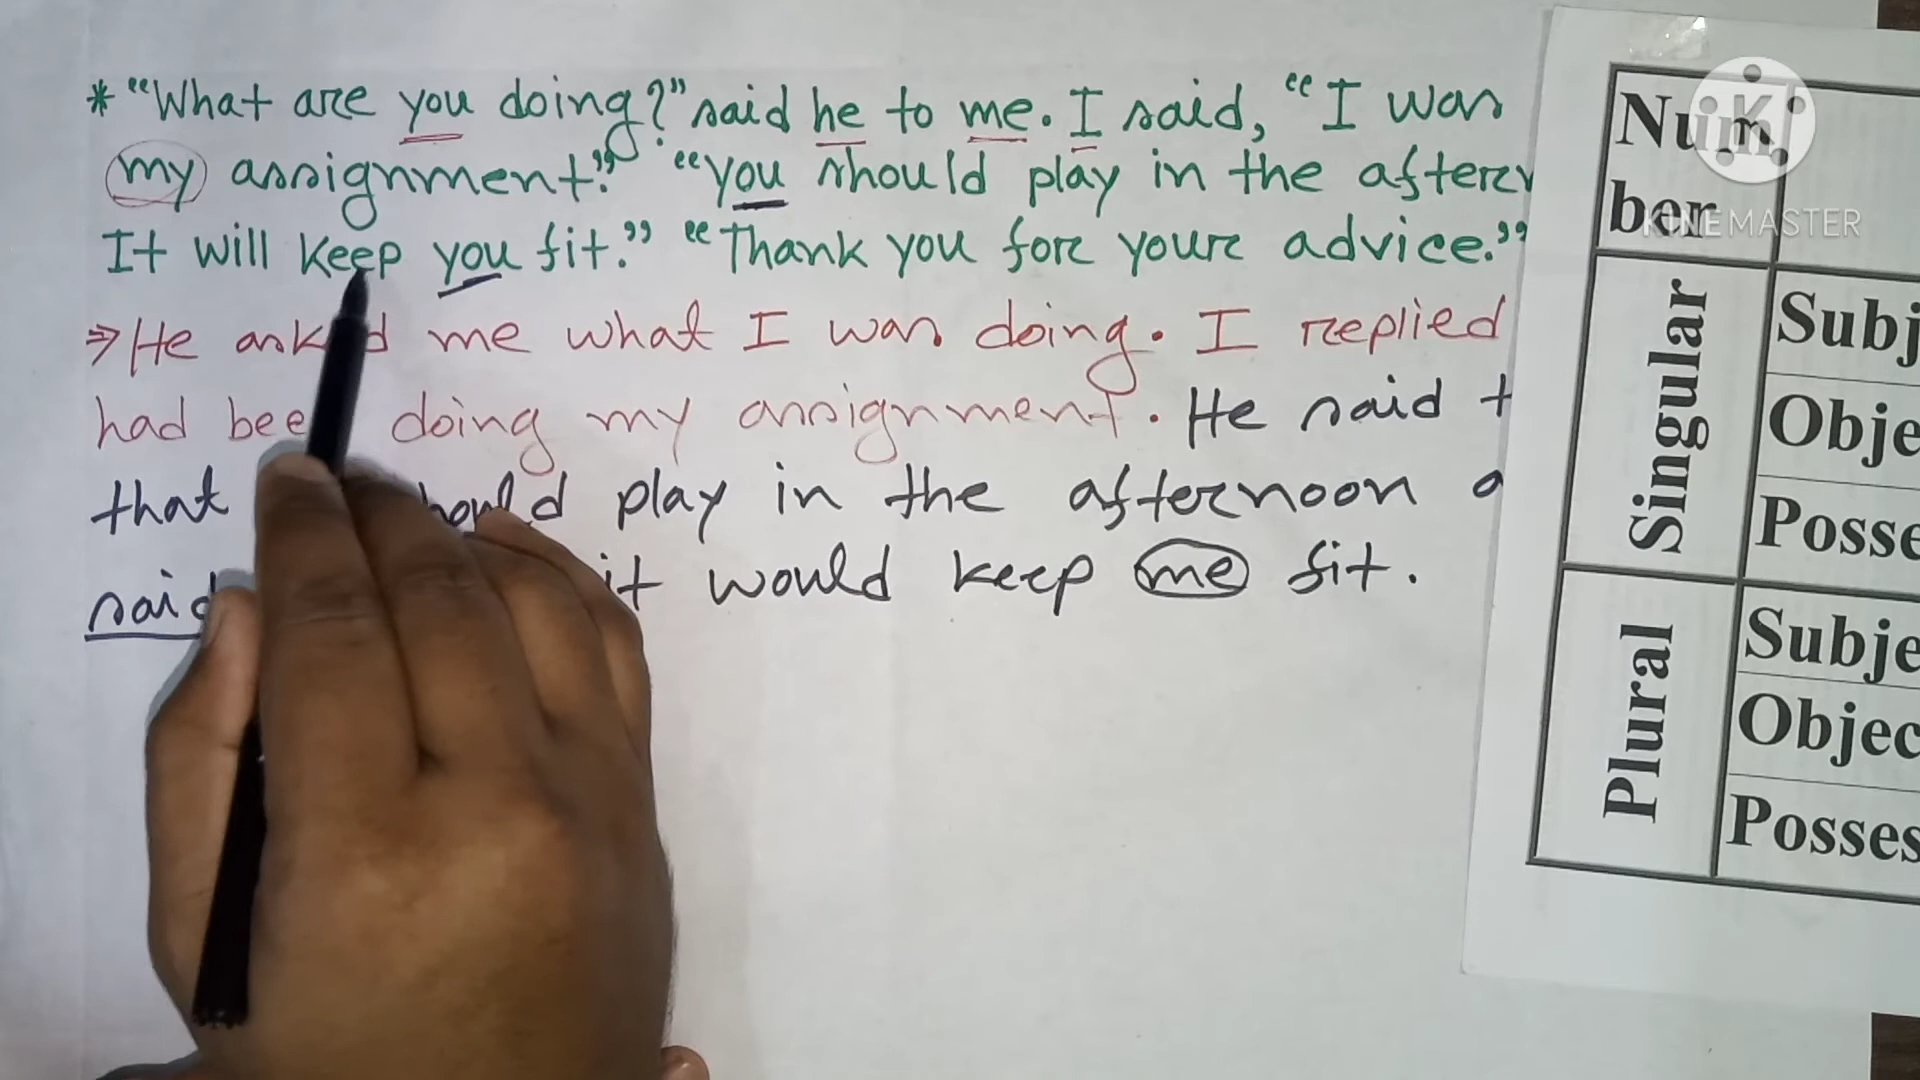 * "What are you doing?" said he to me. I said, "I was
my assignment." "you should play in the
It will keep you fit." "Thank you for your advice."
⇒ He asked me what I was doing. I replied
had been doing my assignment. He said
that should play in the afternoon
said it would keep me fit.
Num
ber
Singular
Subj
Obje
Posse
Plural
Subje
Objec
Posses
KINEMASTER